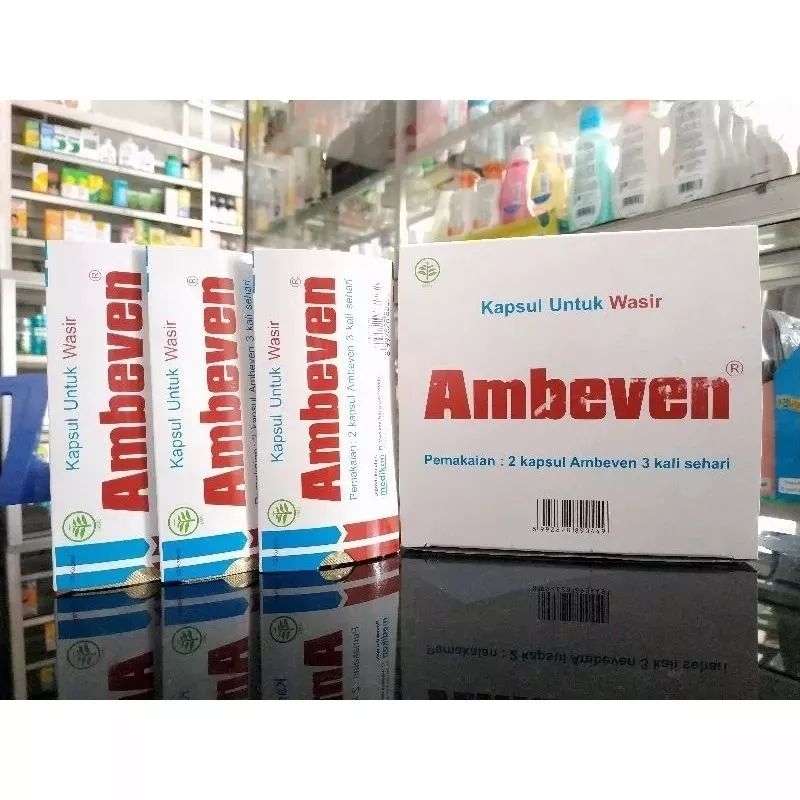 Kapsul Untuk Wasir
Ambeven®
Kapsul Untuk Wasir
Ambeven®
Kapsul Untuk Wasir
Ambeven®
Pemakaian : 2 kapsul Ambeven 3 kali sehari
medikon
Kapsul Untuk Wasir
Ambeven®
Pemakaian : 2 kapsul Ambeven 3 kali sehari